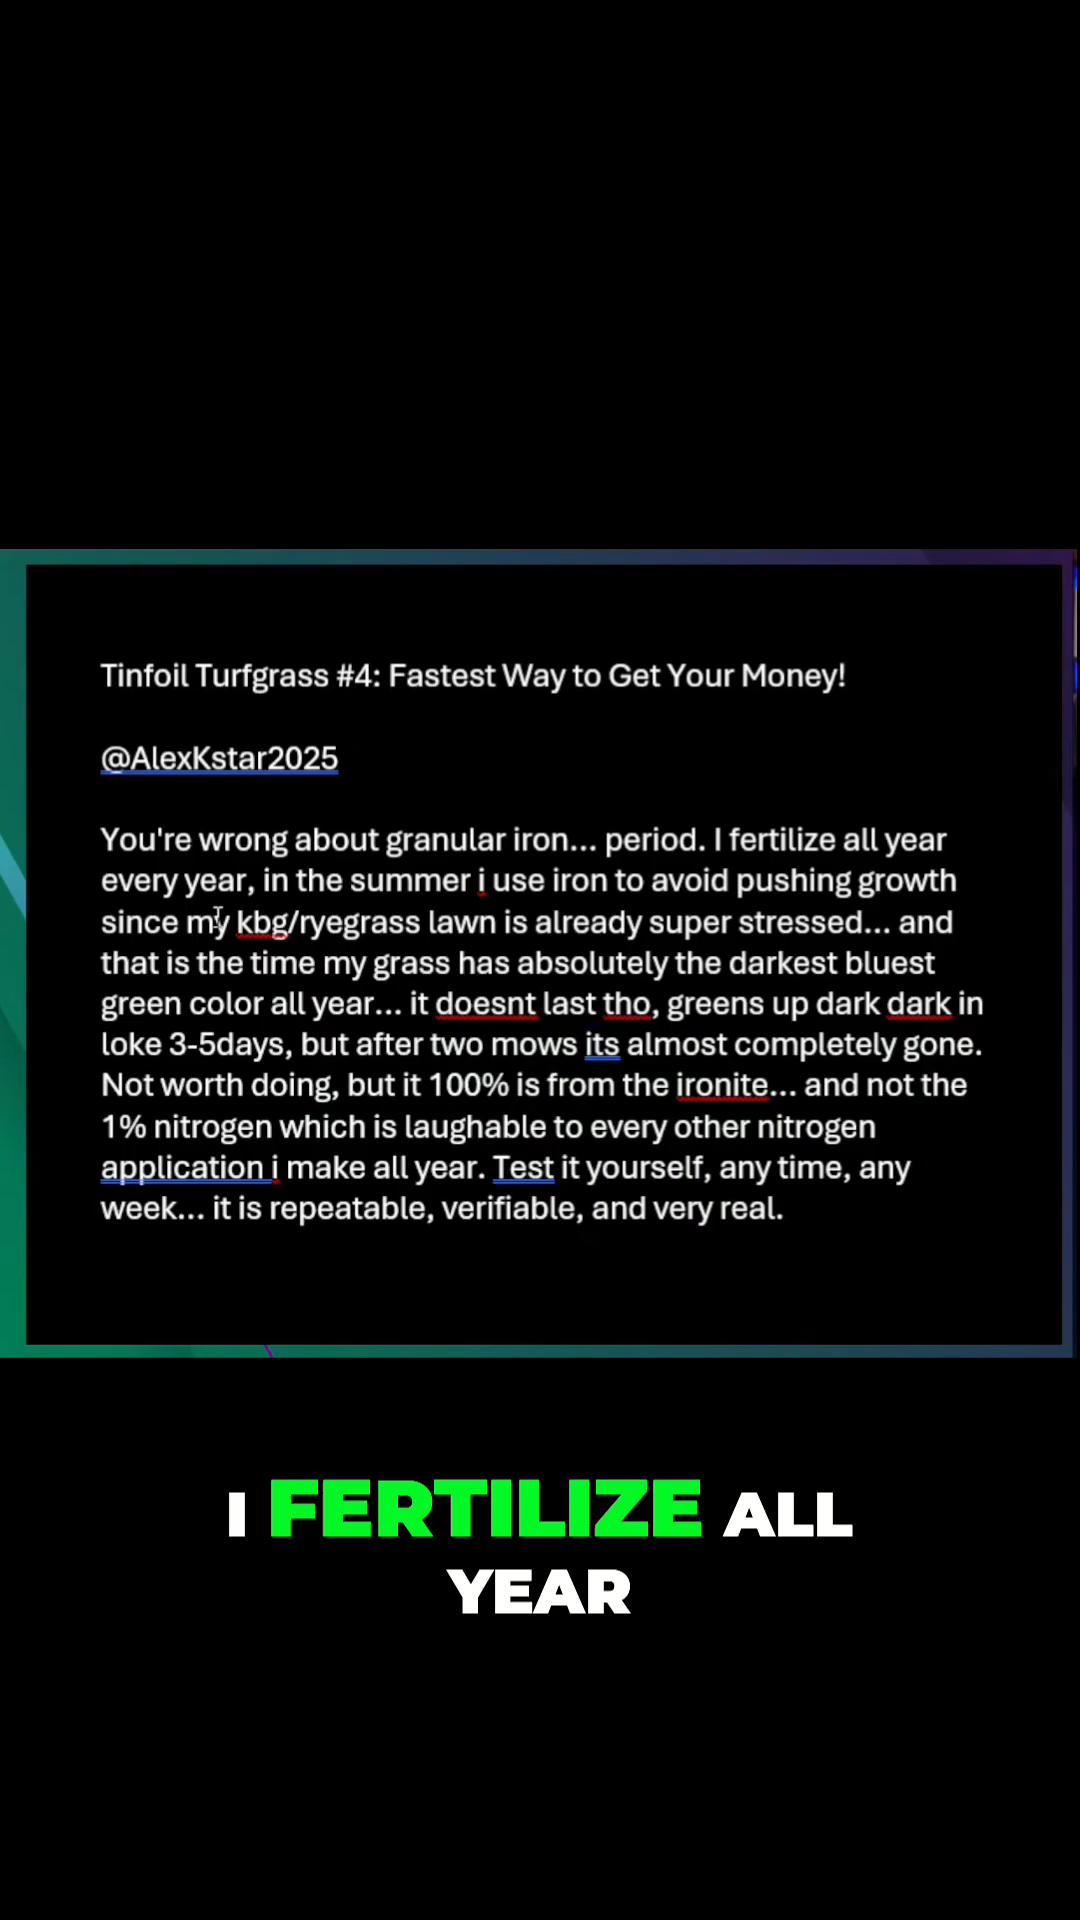 Tinfoil Turfgrass #4: Fastest Way to Get Your Money!
@AlexKstar2025
You're wrong about granular iron... period. I fertilize all year
every year, in the summer i use iron to avoid pushing growth
since my kbg/ryegrass lawn is already super stressed... and
that is the time my grass has absolutely the darkest bluest
green color all year... it doesnt last tho, greens up dark dark in
loke 3-5days, but after two mows its almost completely gone.
Not worth doing, but it 100% is from the ironite... and not the
1% nitrogen which is laughable to every other nitrogen
application i make all year. Test it yourself, any time, any
week... it is repeatable, verifiable, and very real.
I FERTILIZE ALL
YEAR